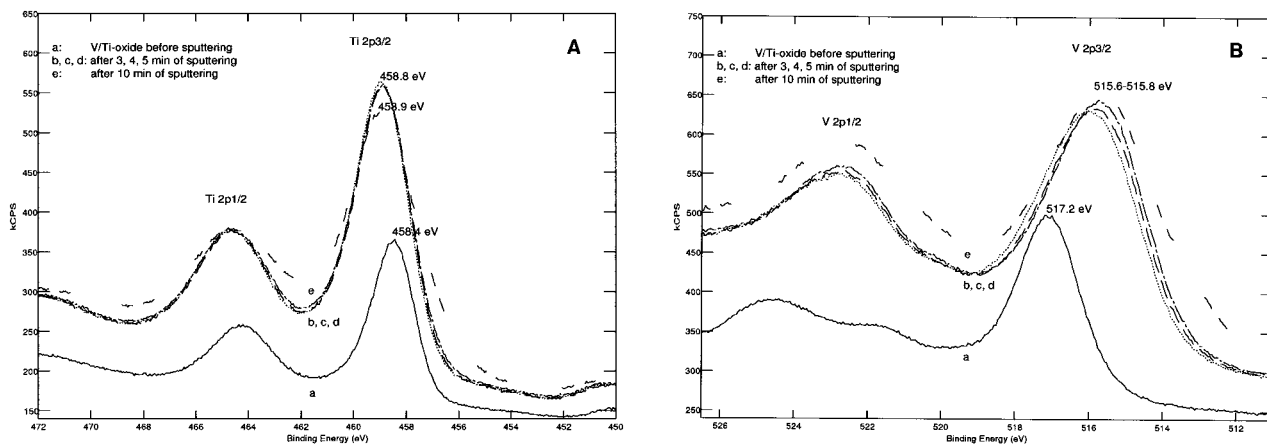 650
600
550
500
450
400
350
300
250
200
150
kCPS
A
Ti 2p3/2
a: V/Ti-oxide before sputtering
b, c, d: after 3, 4, 5 min of sputtering
e: after 10 min of sputtering
458.8 eV
458.9 eV
Ti 2p1/2
458.4 eV
e
b, c, d
a
472 470 468 466 464 462 460 458 456 454 452 450
Binding Energy (eV)
750
700
650
600
550
500
450
400
350
300
250
kCPS
B
V 2p3/2
a: V/Ti-oxide before sputtering
b, c, d: after 3, 4, 5 min of sputtering
e: after 10 min of sputtering
515.6-515.8 eV
V 2p1/2
517.2 eV
e
b, c, d
a
526 524 522 520 518 516 514 512
Binding Energy (eV)